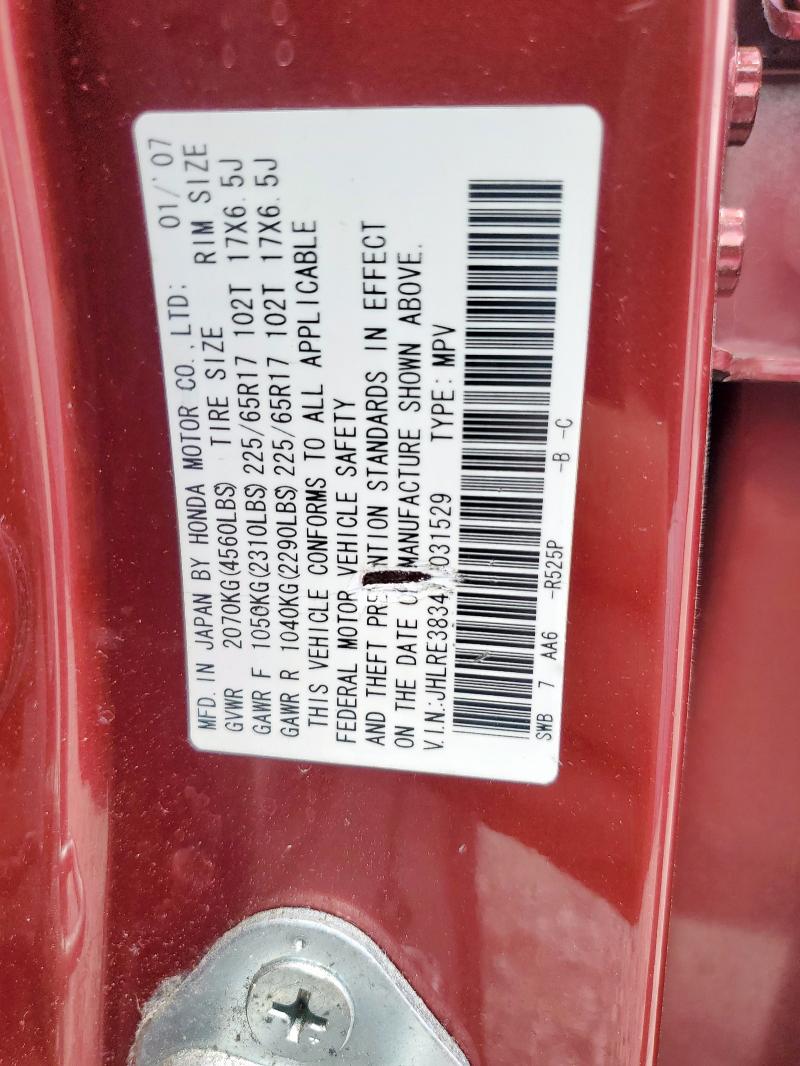 MFD. IN JAPAN BY HONDA MOTOR CO., LTD: 01/'07
GVWR 2070KG(4560LBS) TIRE SIZE RIM SIZE
GAWR F 1050KG(2310LBS) 225/65R17 102T 17X6.5J
GAWR R 1040KG(2290LBS) 225/65R17 102T 17X6.5J
THIS VEHICLE CONFORMS TO ALL APPLICABLE
FEDERAL MOTOR VEHICLE SAFETY
AND THEFT STANDARDS IN EFFECT
ON THE DATE MANUFACTURE SHOWN ABOVE.
V.I.N.: TYPE: MPV
SWB 7 AA6 -R525P -B -C